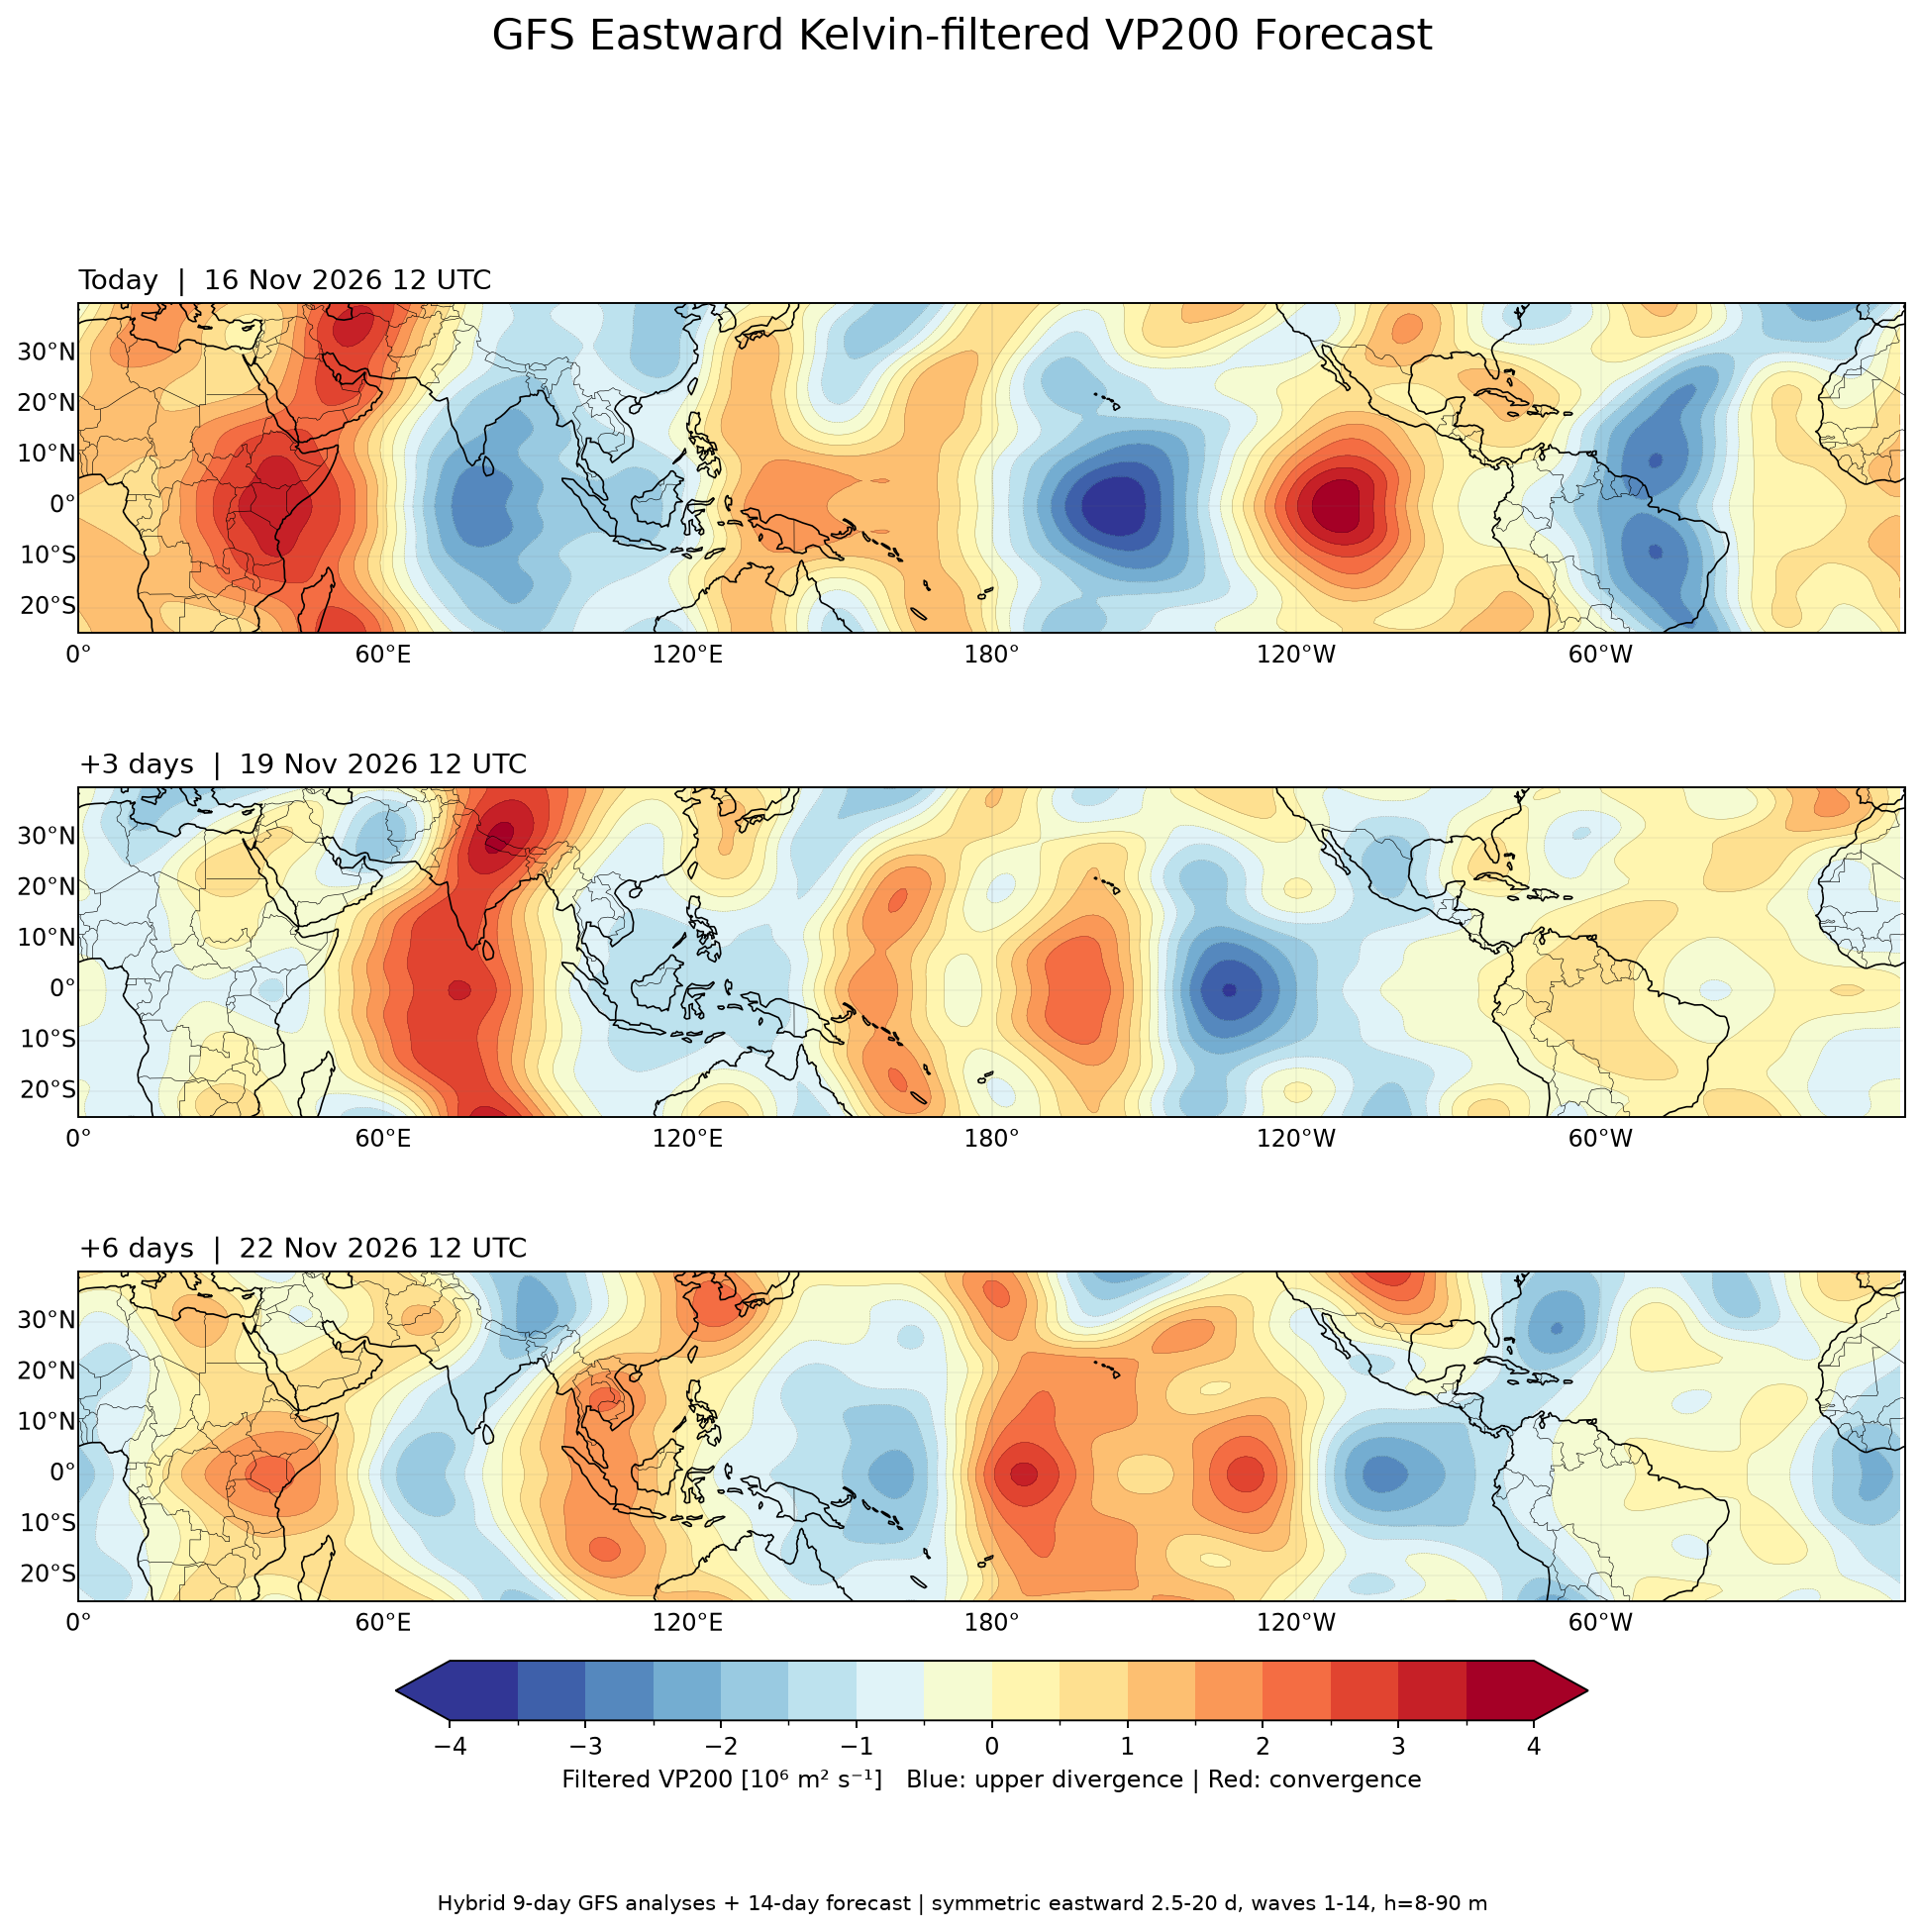 GFS Eastward Kelvin-filtered VP200 Forecast
Today | 16 Nov 2026 12 UTC
30°N
20°N
10°N
0°
10°S
20°S
0° 60°E 120°E 180° 120°W 60°W
+3 days | 19 Nov 2026 12 UTC
30°N
20°N
10°N
0°
10°S
20°S
0° 60°E 120°E 180° 120°W 60°W
+6 days | 22 Nov 2026 12 UTC
30°N
20°N
10°N
0°
10°S
20°S
0° 60°E 120°E 180° 120°W 60°W
−4 −3 −2 −1 0 1 2 3 4
Filtered VP200 [10⁶ m² s⁻¹] Blue: upper divergence | Red: convergence
Hybrid 9-day GFS analyses + 14-day forecast | symmetric eastward 2.5-20 d, waves 1-14, h=8-90 m